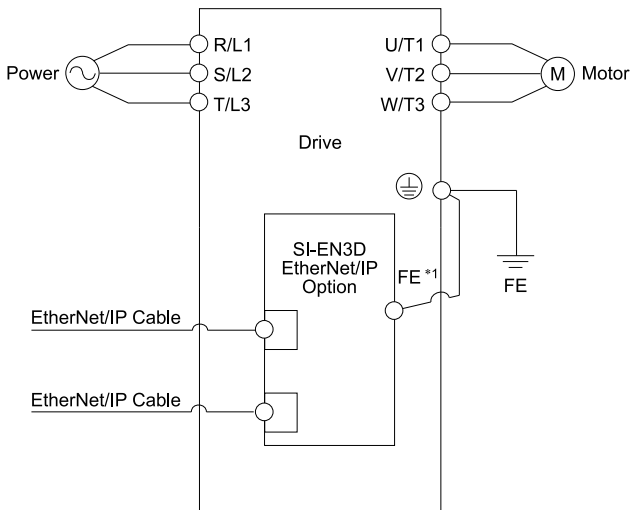 R/L1
U/T1
Power
S/L2
V/T2
M
Motor
T/L3
W/T3
Drive
SI-EN3D
EtherNet/IP
Option
FE *1
FE
EtherNet/IP Cable
EtherNet/IP Cable